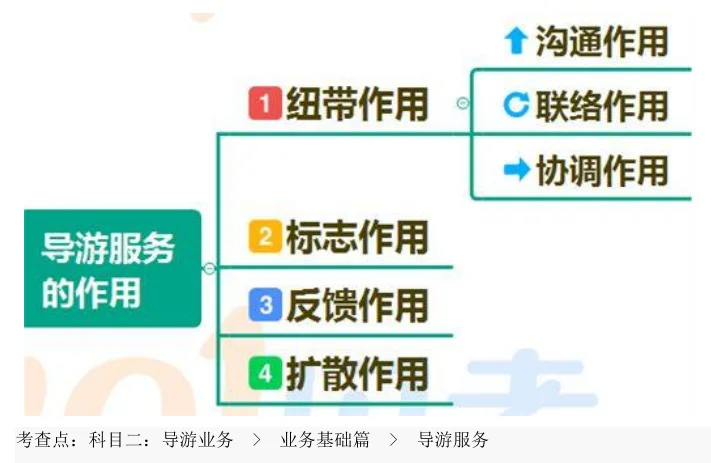 导游服务
的作用
1 纽带作用
沟通作用
联络作用
协调作用
2 标志作用
3 反馈作用
4 扩散作用
考查点：科目二：导游业务 > 业务基础篇 > 导游服务